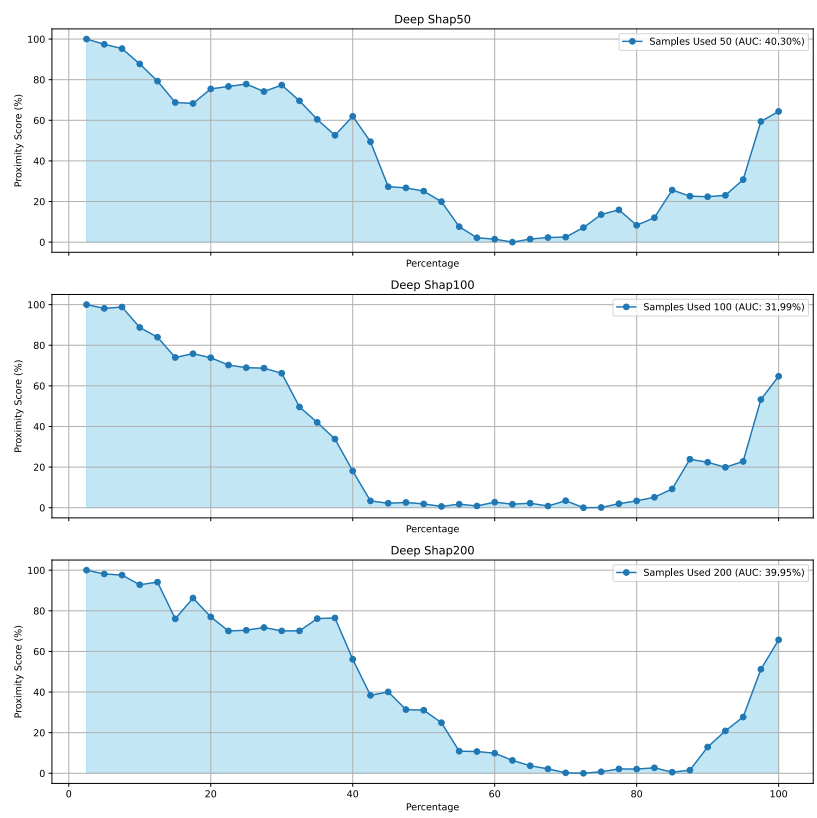 Deep Shap50
Samples Used 50 (AUC: 40.30%)
Proximity Score (%)
100
80
60
40
20
0
Percentage
Deep Shap100
Samples Used 100 (AUC: 31.99%)
Proximity Score (%)
100
80
60
40
20
0
Percentage
Deep Shap200
Samples Used 200 (AUC: 39.95%)
Proximity Score (%)
100
80
60
40
20
0
0 20 40 60 80 100
Percentage